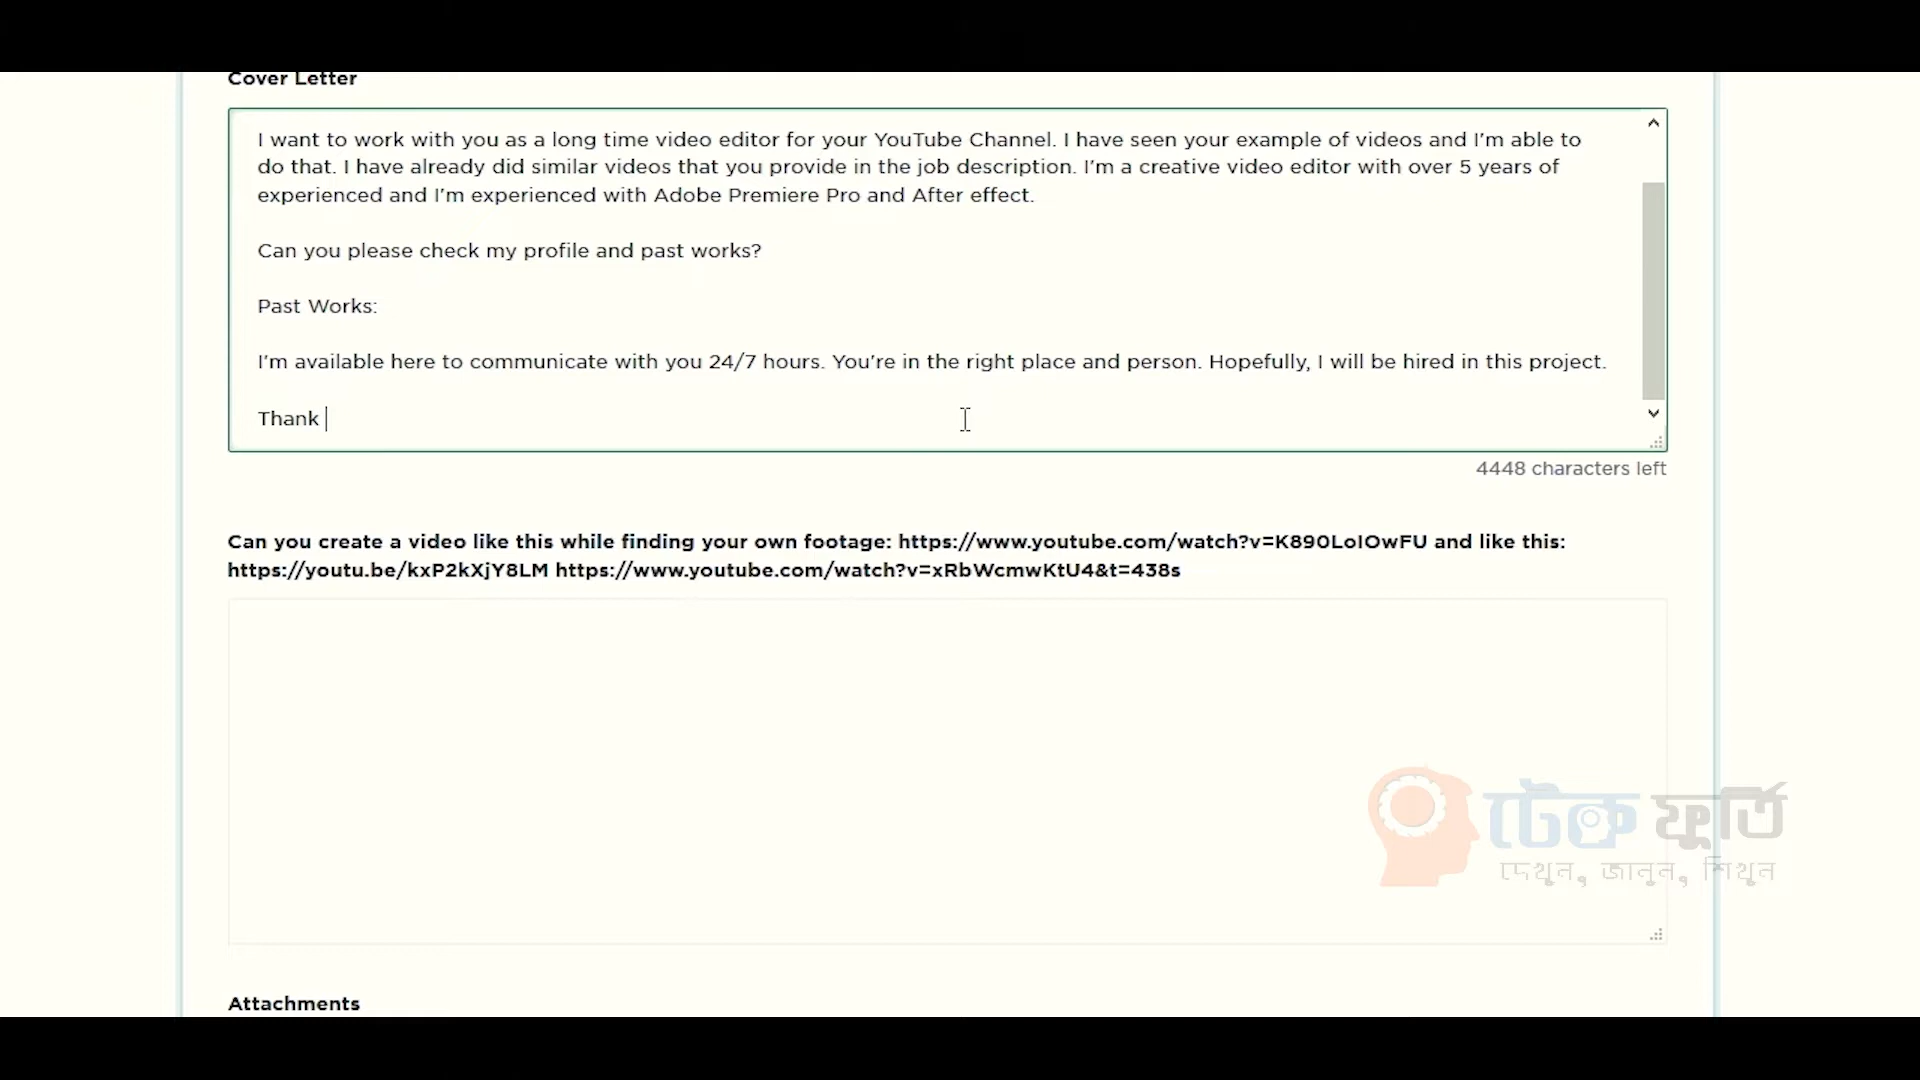 Cover Letter
I want to work with you as a long time video editor for your YouTube Channel. I have seen your example of videos and I'm able to
do that. I have already did similar videos that you provide in the job description. I'm a creative video editor with over 5 years of
experienced and I'm experienced with Adobe Premiere Pro and After effect.
Can you please check my profile and past works?
Past Works:
I'm available here to communicate with you 24/7 hours. You're in the right place and person. Hopefully, I will be hired in this project.
Thank
4448 characters left
Can you create a video like this while finding your own footage: https://www.youtube.com/watch?v=K890LoIOwFU and like this:
https://youtu.be/kxP2kXjY8LM https://www.youtube.com/watch?v=xRbWcmwKtU4&t=438s
টেক ফুর্তি
দেখুন, জানুন, শিখুন
Attachments